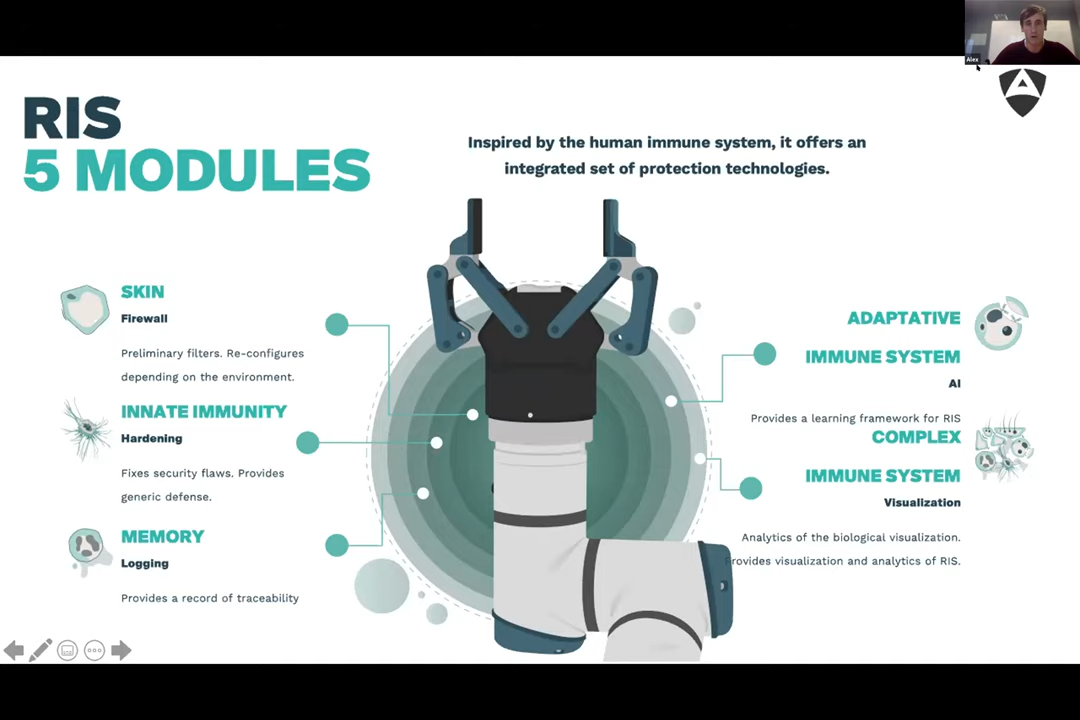 Alex
RIS
5 MODULES
Inspired by the human immune system, it offers an
integrated set of protection technologies.
SKIN
Firewall
Preliminary filters. Re-configures
depending on the environment.
INNATE IMMUNITY
Hardening
Fixes security flaws. Provides
generic defense.
MEMORY
Logging
Provides a record of traceability
ADAPTATIVE
IMMUNE SYSTEM
AI
Provides a learning framework for RIS
COMPLEX
IMMUNE SYSTEM
Visualization
Analytics of the biological visualization.
rovides visualization and analytics of RIS.